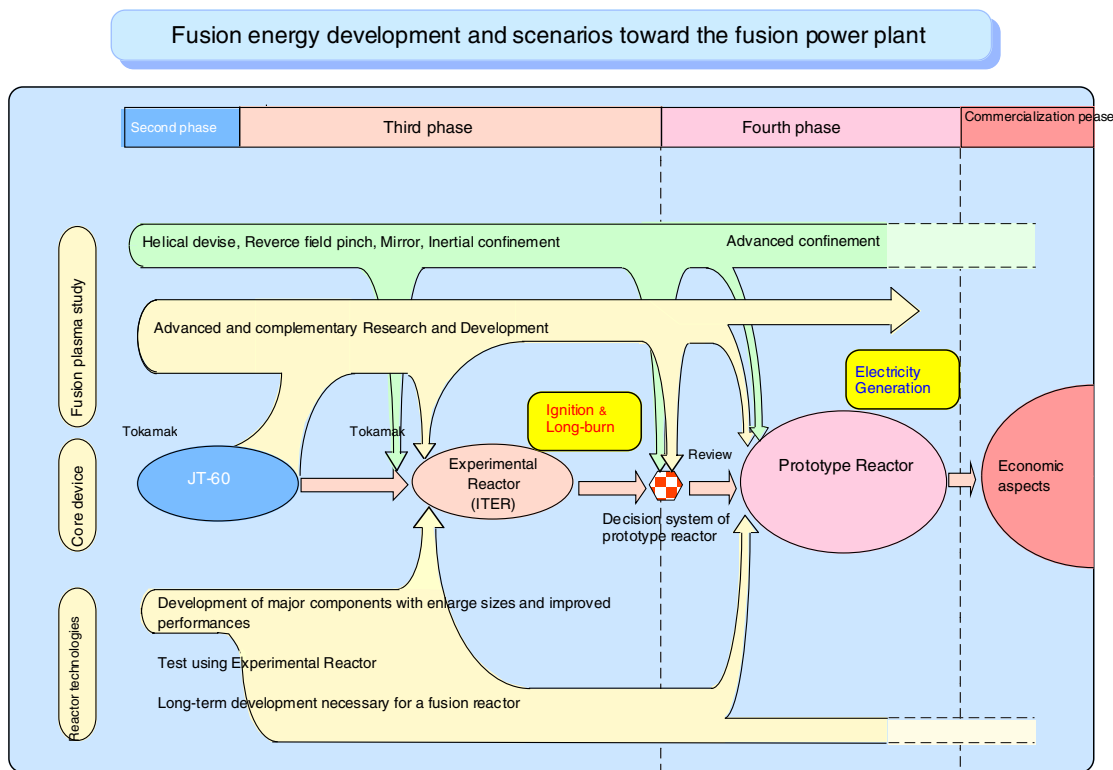 Fusion energy development and scenarios toward the fusion power plant
Second phase
Third phase
Fourth phase
Commercialization pease
Fusion plasma study
Helical devise, Reverce field pinch, Mirror, Inertial confinement
Advanced confinement
Advanced and complementary Research and Development
Electricity
Generation
Ignition &
Long-burn
Core device
Tokamak
Tokamak
JT-60
Experimental
Reactor
(ITER)
Review
Decision system of
prototype reactor
Prototype Reactor
Economic
aspects
Reactor technologies
Development of major components with enlarge sizes and improved
performances
Test using Experimental Reactor
Long-term development necessary for a fusion reactor